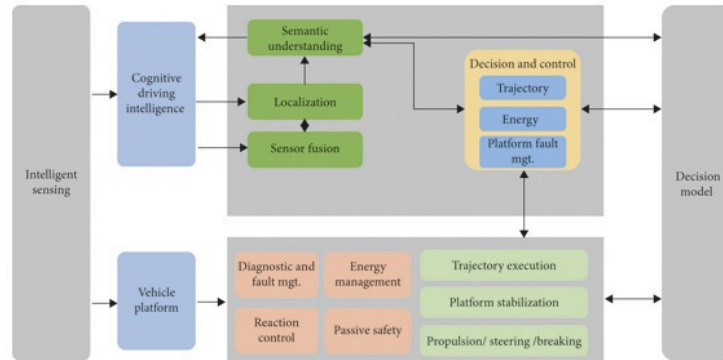 Intelligent
sensing
Cognitive
driving
intelligence
Vehicle
platform
Semantic
understanding
Localization
Sensor fusion
Decision and control
Trajectory
Energy
Platform fault
mgt.
Diagnostic and
fault mgt.
Energy
management
Reaction
control
Passive safety
Trajectory execution
Platform stabilization
Propulsion/ steering /breaking
Decision
model